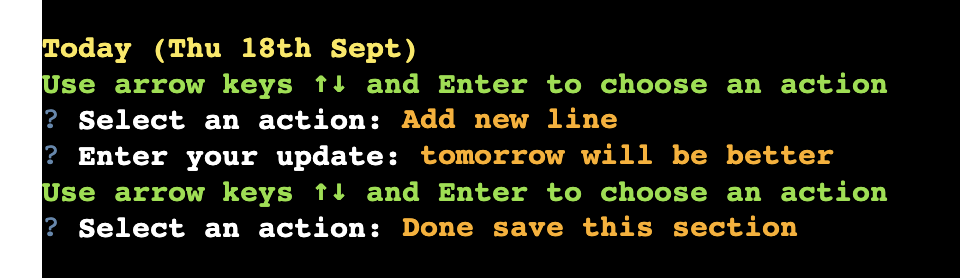 Today (Thu 18th Sept)
Use arrow keys ↑↓ and Enter to choose an action
? Select an action: Add new line
? Enter your update: tomorrow will be better
Use arrow keys ↑↓ and Enter to choose an action
? Select an action: Done save this section